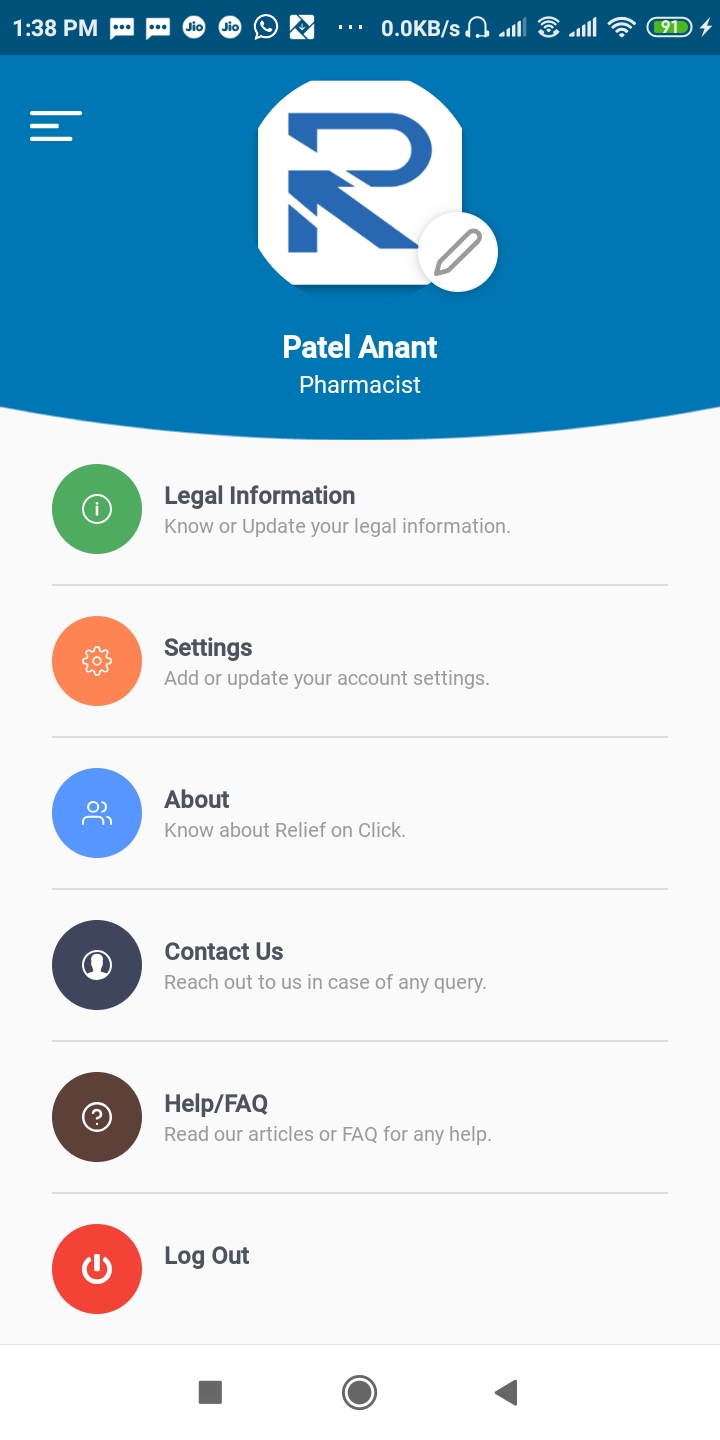 1:38 PM Jio Jio ... 0.0KB/s 91
R
Patel Anant
Pharmacist
Legal Information
Know or Update your legal information.
Settings
Add or update your account settings.
About
Know about Relief on Click.
Contact Us
Reach out to us in case of any query.
Help/FAQ
Read our articles or FAQ for any help.
Log Out